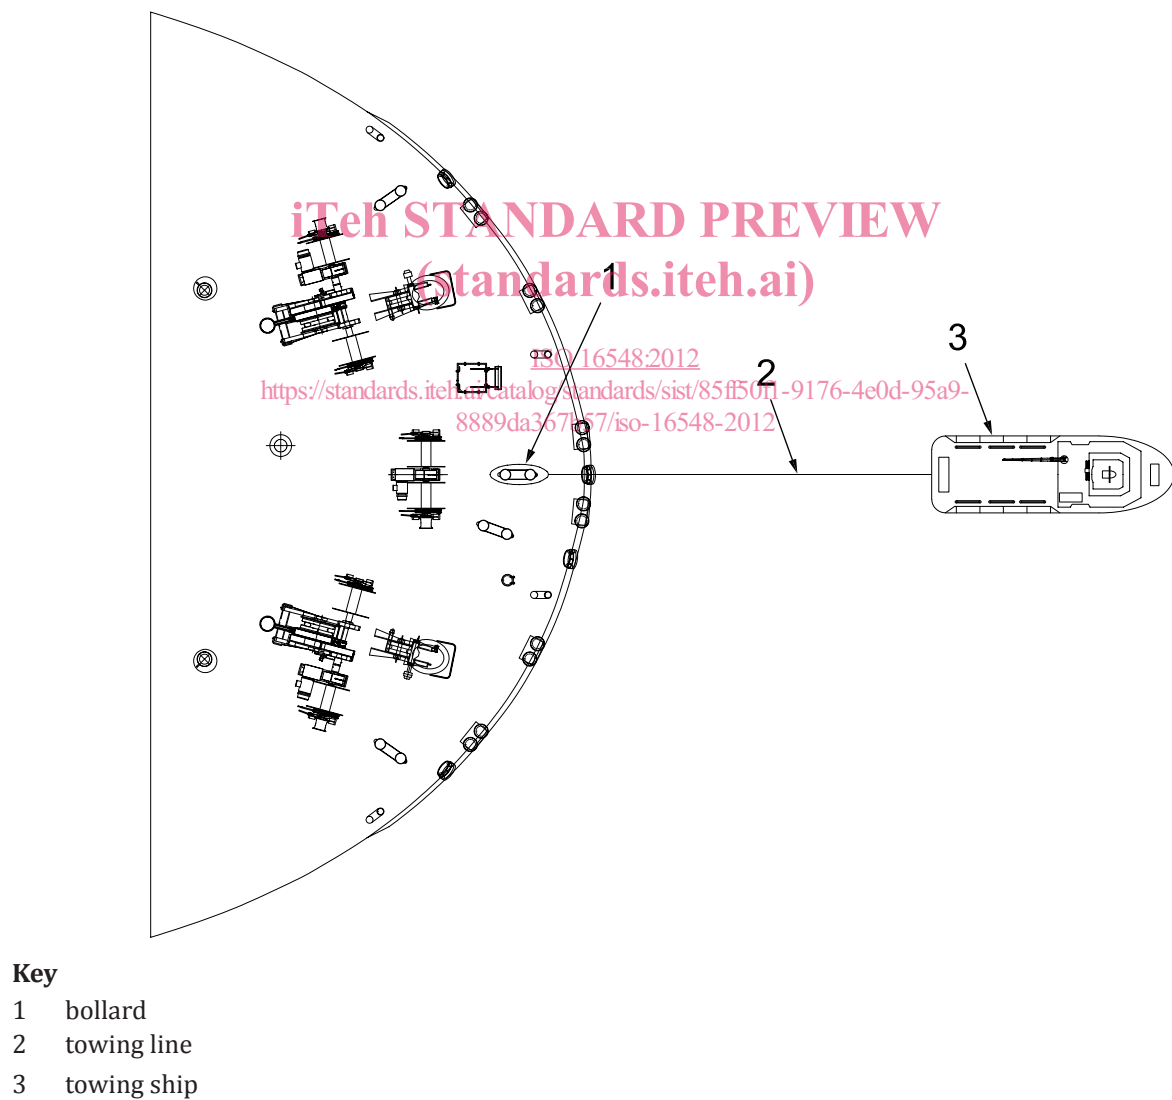 iTeh STANDARD PREVIEW
(standards.iteh.ai)
1
3
ISO 16548:2012
2
https://standards.iteh.ai/catalog/standards/sist/85ff50f1-9176-4e0d-95a9-
8889da367b57/iso-16548-2012
Key
1 bollard
2 towing line
3 towing ship